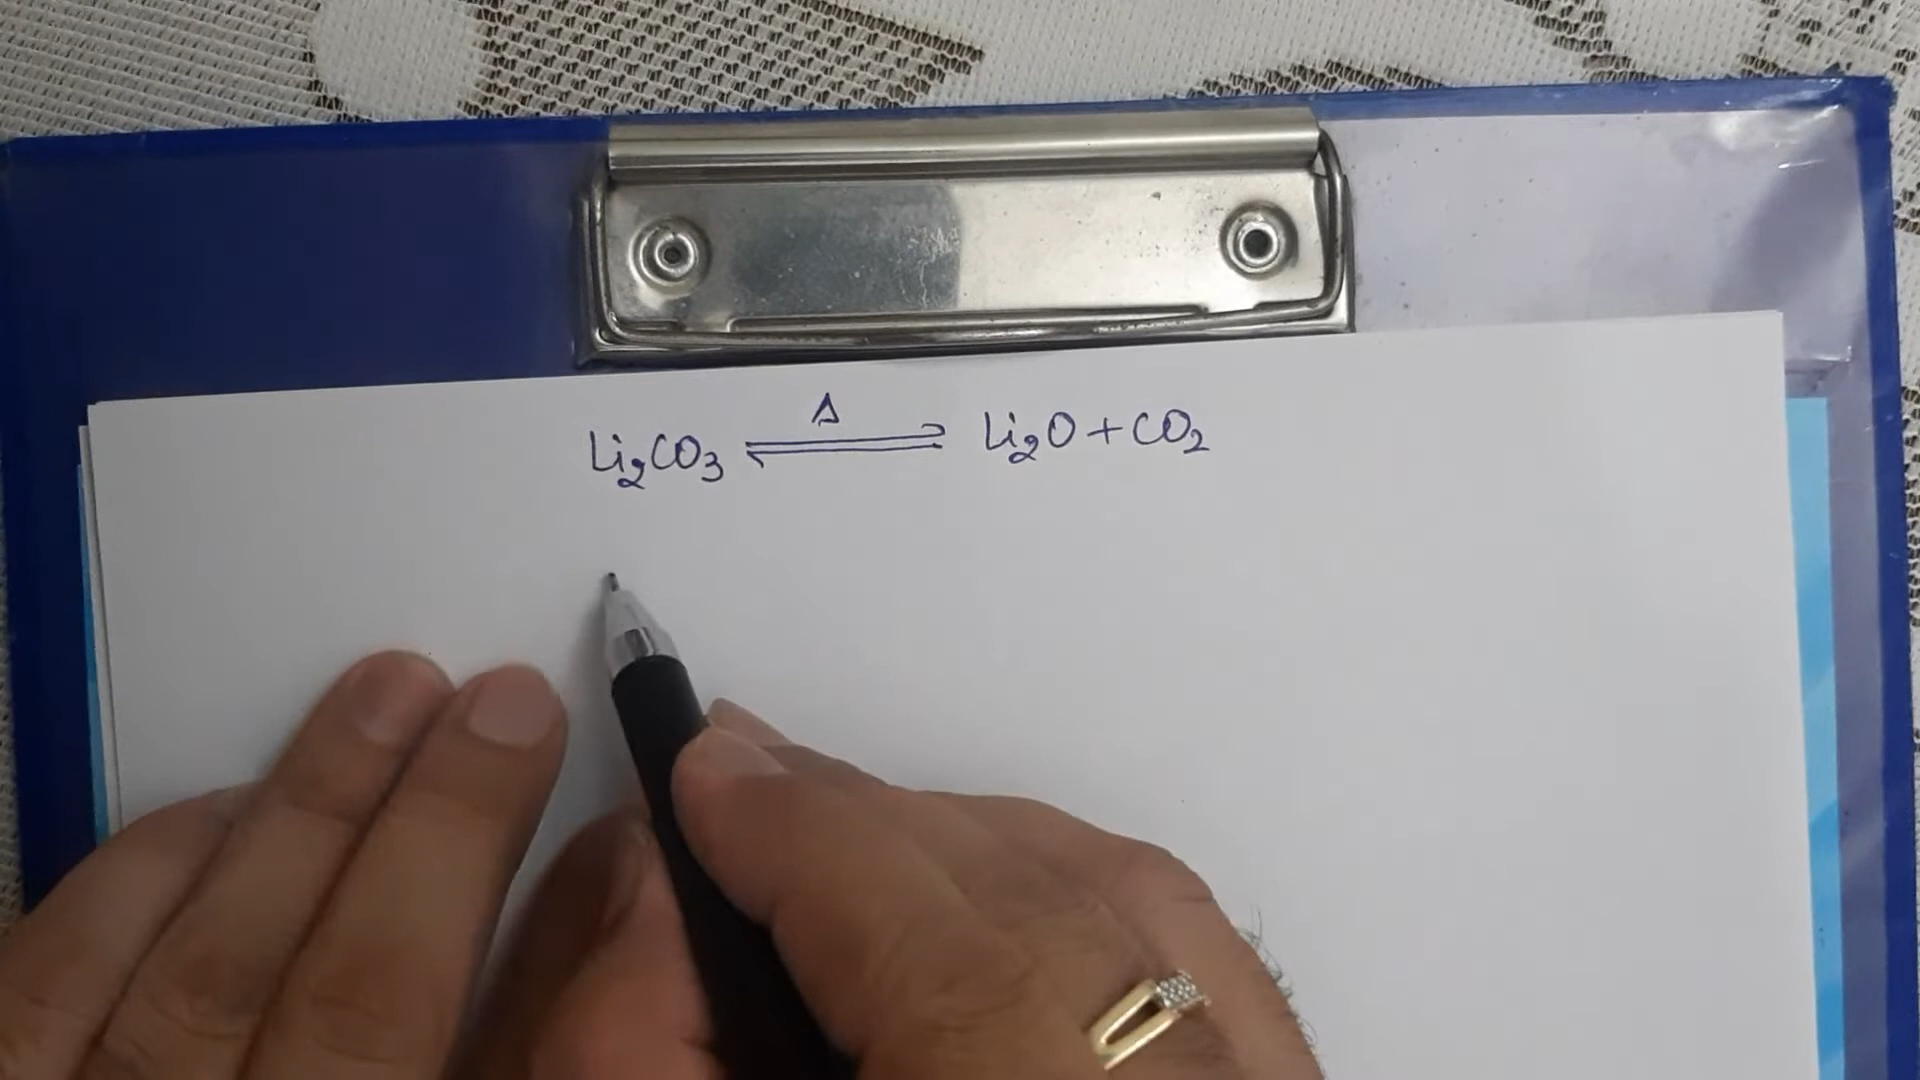 Li₂CO₃ ⇌ Δ Li₂O + CO₂